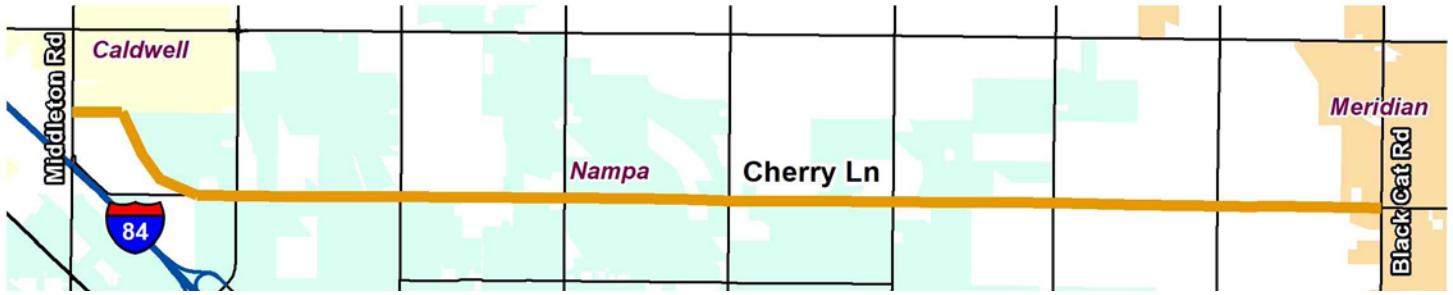 Caldwell
Middleton Rd
Meridian
Nampa
Cherry Ln
Black Cat Rd
84